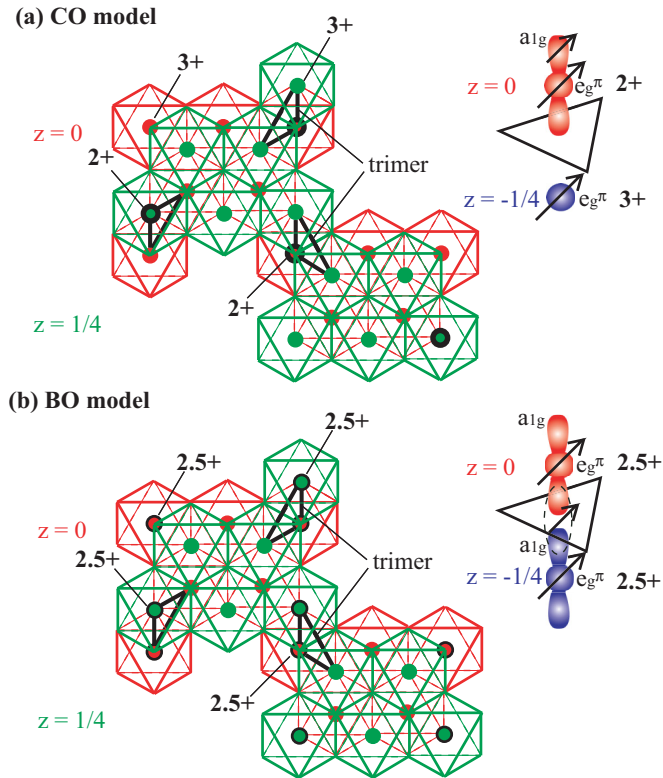 (a) CO model
3+
3+
z = 0
2+
trimer
2+
z = 1/4
a1g
z = 0
egπ
2+
z = -1/4
egπ
3+
(b) BO model
2.5+
2.5+
z = 0
2.5+
trimer
2.5+
z = 1/4
a1g
z = 0
egπ
2.5+
a1g
z = -1/4
egπ
2.5+